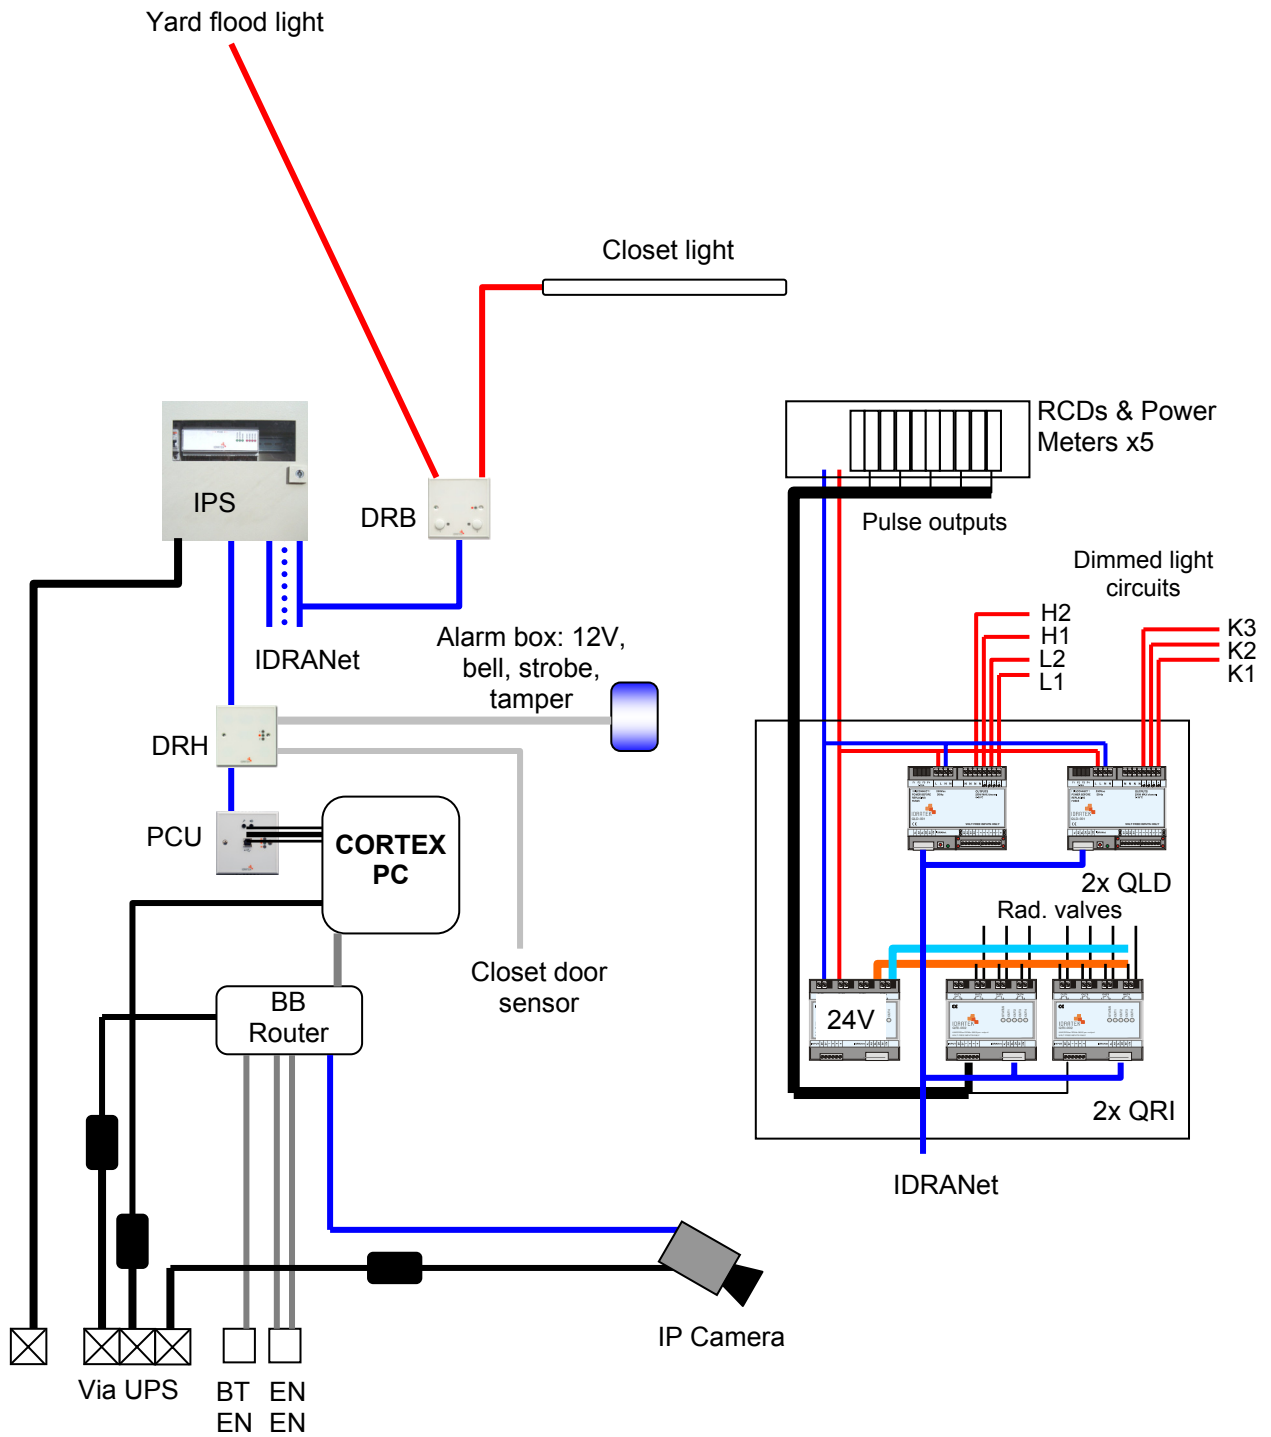 Yard flood light
Closet light
RCDs & Power
Meters x5
IPS
DRB
Pulse outputs
Dimmed light
circuits
H2
H1
L2
L1
K3
K2
K1
IDRANet
Alarm box: 12V,
bell, strobe,
tamper
DRH
PCU
CORTEX
PC
2x QLD
Rad. valves
Closet door
sensor
BB
Router
24V
IDRATEK
IDRATEK
2x QRI
IDRANet
IP Camera
Via UPS
BT
EN
EN
EN